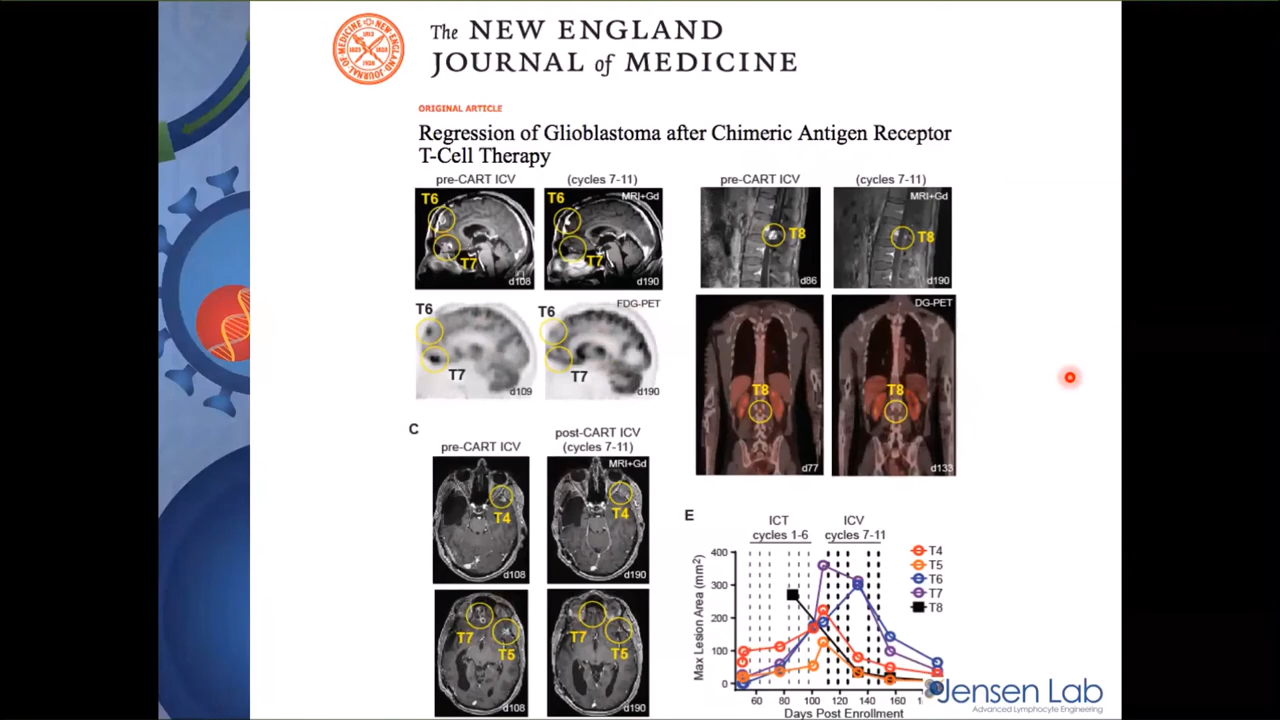 The NEW ENGLAND
JOURNAL of MEDICINE
ORIGINAL ARTICLE
Regression of Glioblastoma after Chimeric Antigen Receptor
T-Cell Therapy
pre-CART ICV
(cycles 7-11)
T6
T7
d108
T6
MRI+Gd
T7
d190
T6
T7
d109
T6
FDG-PET
T7
d190
pre-CART ICV
(cycles 7-11)
T8
d86
MRI+Gd
T8
d190
T8
d77
DG-PET
T8
d133
C
pre-CART ICV
post-CART ICV
(cycles 7-11)
T4
d108
MRI+Gd
T4
d190
T7
T5
d108
T7
T5
d190
E
ICT
cycles 1-6
ICV
cycles 7-11
T4
T5
T6
T7
T8
Max Lesion Area (mm²)
400
300
200
100
0
60
80
100
120
140
160
Days Post Enrollment
Jensen Lab
Advanced Lymphocyte Engineering